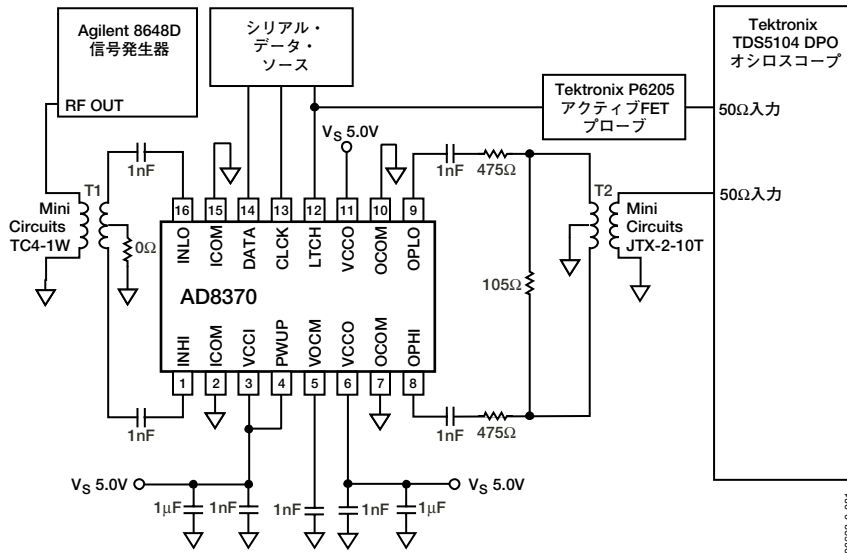 Agilent 8648D
信号発生器
RF OUT
シリアル・
データ・
ソース
Tektronix
TDS5104 DPO
オシロスコープ
Tektronix P6205
アクティブFET
プローブ
50Ω入力
50Ω入力
VS 5.0V
1nF
1nF
475Ω
T1
Mini
Circuits
TC4-1W
0Ω
16 15 14 13 12 11 10 9
INLO ICOM DATA CLCK LTCH VCCO OCOM OPLO
AD8370
INHI ICOM VCCI PWUP VOCM VCCO OCOM OPHI
1 2 3 4 5 6 7 8
105Ω
T2
Mini
Circuits
JTX-2-10T
1nF
1nF
475Ω
VS 5.0V
VS 5.0V
1μF 1nF 1nF 1nF 1μF